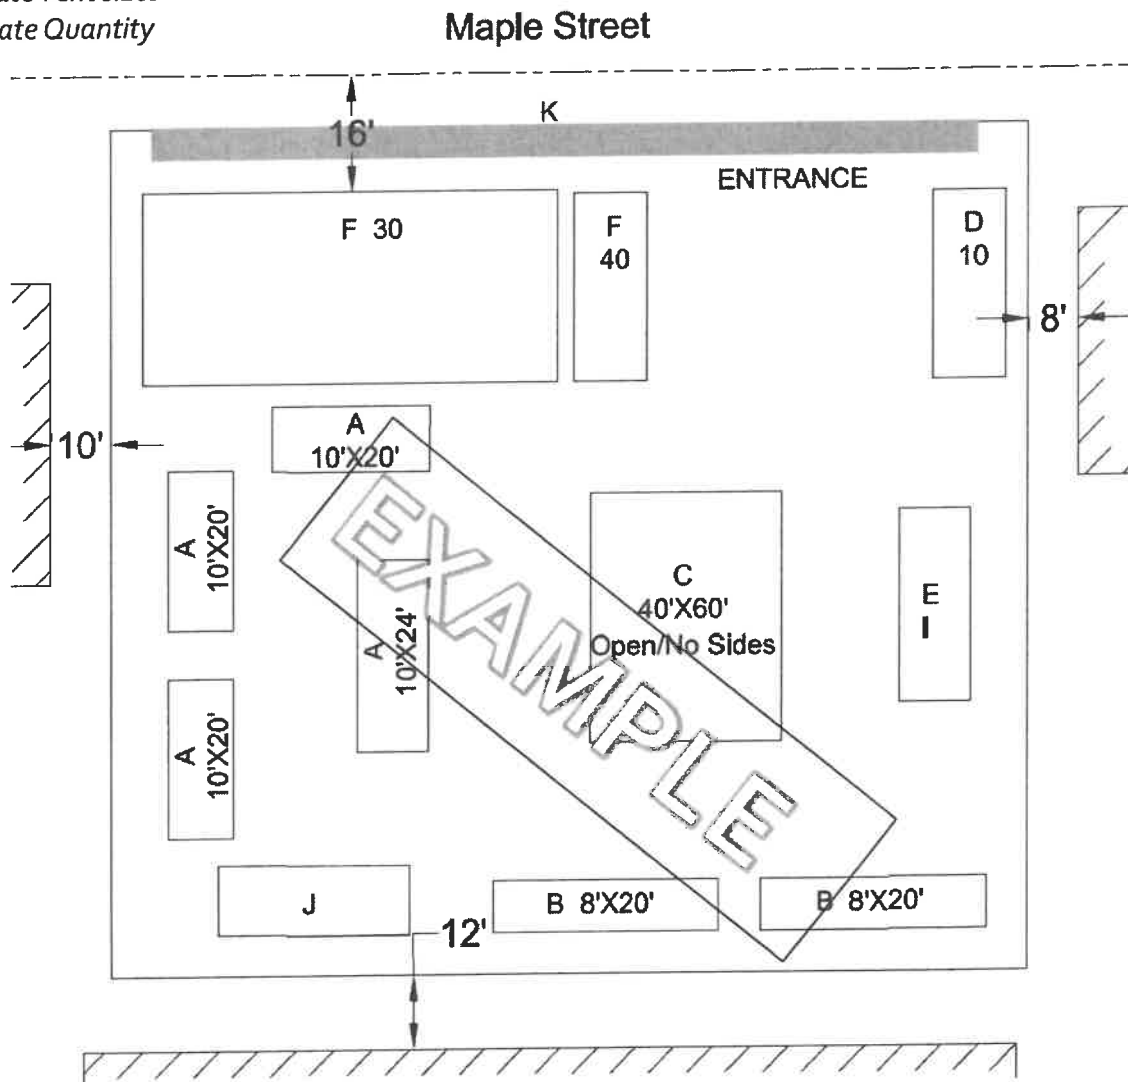 ate Quantity
Maple Street
K
16'
ENTRANCE
F 30
F
40
D
10
8'
10'
A
10'X20'
A
10'X20'
A
10'X24'
C
40'X60'
Open/No Sides
E
I
A
10'X20'
EXAMPLE
J
B 8'X20'
B 8'X20'
12'